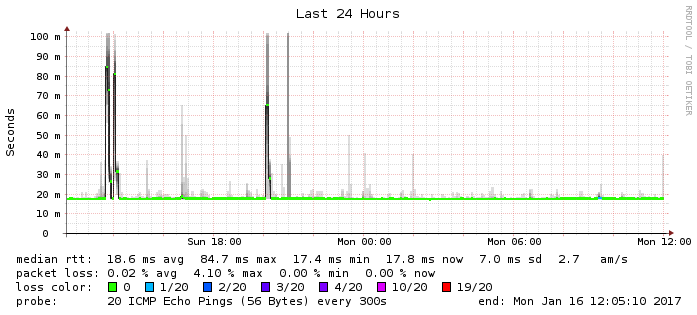 Last 24 Hours
RRDTOOL / TOBI OETIKER
Seconds
100 m
90 m
80 m
70 m
60 m
50 m
40 m
30 m
20 m
10 m
0
Sun 18:00 Mon 00:00 Mon 06:00 Mon 12:00
median rtt: 18.6 ms avg 84.7 ms max 17.4 ms min 17.8 ms now 7.0 ms sd 2.7 am/s
packet loss: 0.02 % avg 4.10 % max 0.00 % min 0.00 % now
loss color: 0 1/20 2/20 3/20 4/20 10/20 19/20
probe: 20 ICMP Echo Pings (56 Bytes) every 300s end: Mon Jan 16 12:05:10 2017